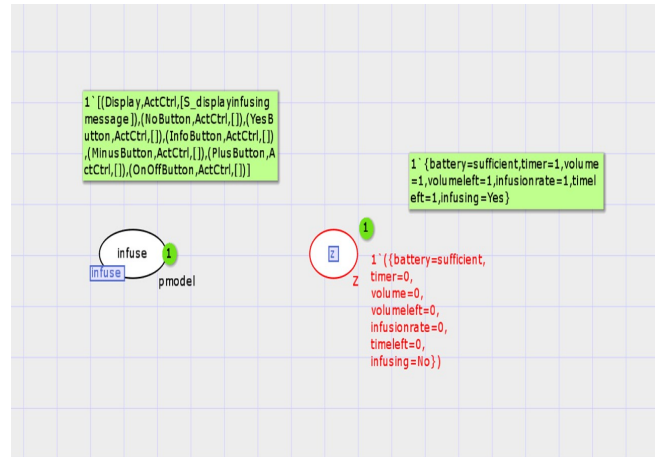 1`[(Display,ActCtrl,[S_displayinfusing
message]),(NoButton,ActCtrl,[]),(YesB
utton,ActCtrl,[]),(InfoButton,ActCtrl,[])
,(MinusButton,ActCtrl,[]),(PlusButton,A
ctCtrl,[]),(OnOffButton,ActCtrl,[])]
1`{battery=sufficient,timer=1,volume
=1,volumeleft=1,infusionrate=1,timel
eft=1,infusing=Yes}
infuse
1
infuse
pmodel
1
z
Z
1`({battery=sufficient,
timer=0,
volume=0,
volumeleft=0,
infusionrate=0,
timeleft=0,
infusing=No})